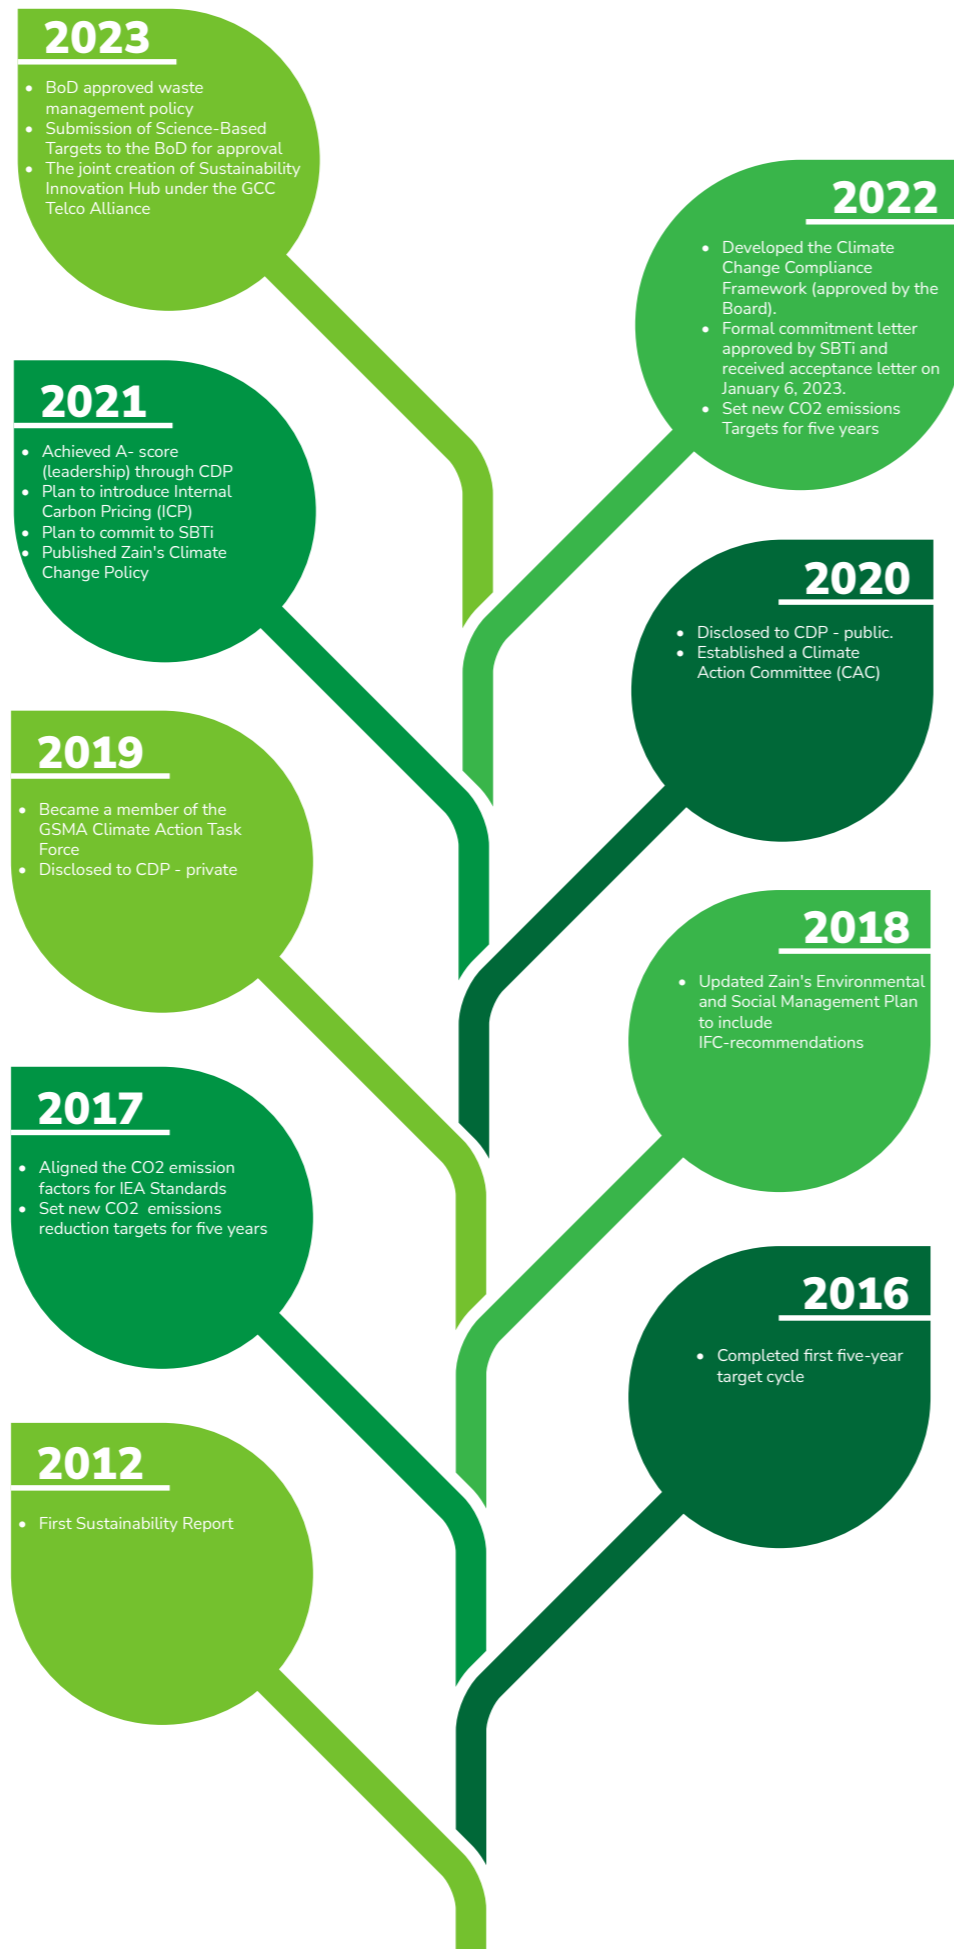 2023
• BoD approved waste
management policy
• Submission of Science-Based
Targets to the BoD for approval
• The joint creation of Sustainability
Innovation Hub under the GCC
Telco Alliance
2022
• Developed the Climate
Change Compliance
Framework (approved by the
Board).
• Formal commitment letter
approved by SBTi and
received acceptance letter on
January 6, 2023.
• Set new CO2 emissions
Targets for five years
2021
• Achieved A- score
(leadership) through CDP
• Plan to introduce Internal
Carbon Pricing (ICP)
• Plan to commit to SBTi
• Published Zain's Climate
Change Policy
2020
• Disclosed to CDP - public.
• Established a Climate
Action Committee (CAC)
2019
• Became a member of the
GSMA Climate Action Task
Force
• Disclosed to CDP - private
2018
• Updated Zain's Environmental
and Social Management Plan
to include
IFC-recommendations
2017
• Aligned the CO2 emission
factors for IEA Standards
• Set new CO2 emissions
reduction targets for five years
2016
• Completed first five-year
target cycle
2012
• First Sustainability Report